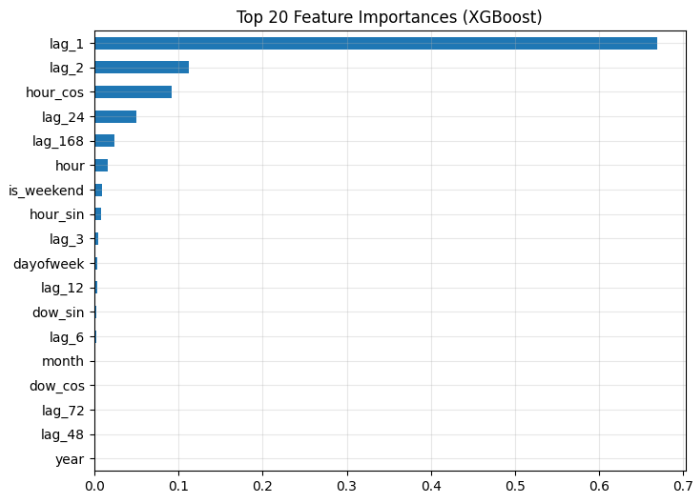 Top 20 Feature Importances (XGBoost)
lag_1
lag_2
hour_cos
lag_24
lag_168
hour
is_weekend
hour_sin
lag_3
dayofweek
lag_12
dow_sin
lag_6
month
dow_cos
lag_72
lag_48
year
0.0 0.1 0.2 0.3 0.4 0.5 0.6 0.7